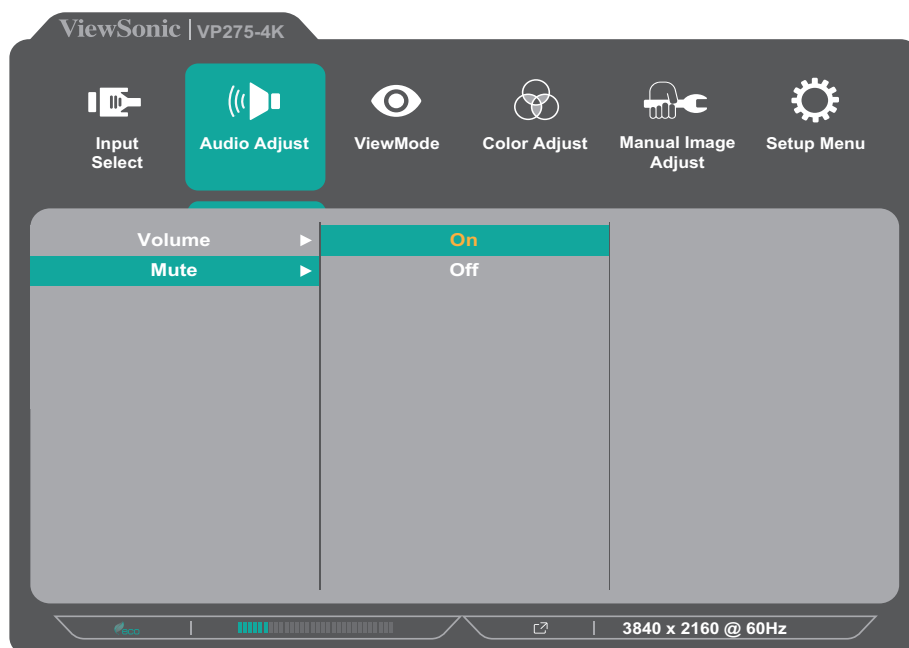 ViewSonic | VP275-4K
Input Select
Audio Adjust
ViewMode
Color Adjust
Manual Image Adjust
Setup Menu
Volume
On
Mute
Off
eco
3840 x 2160 @ 60Hz